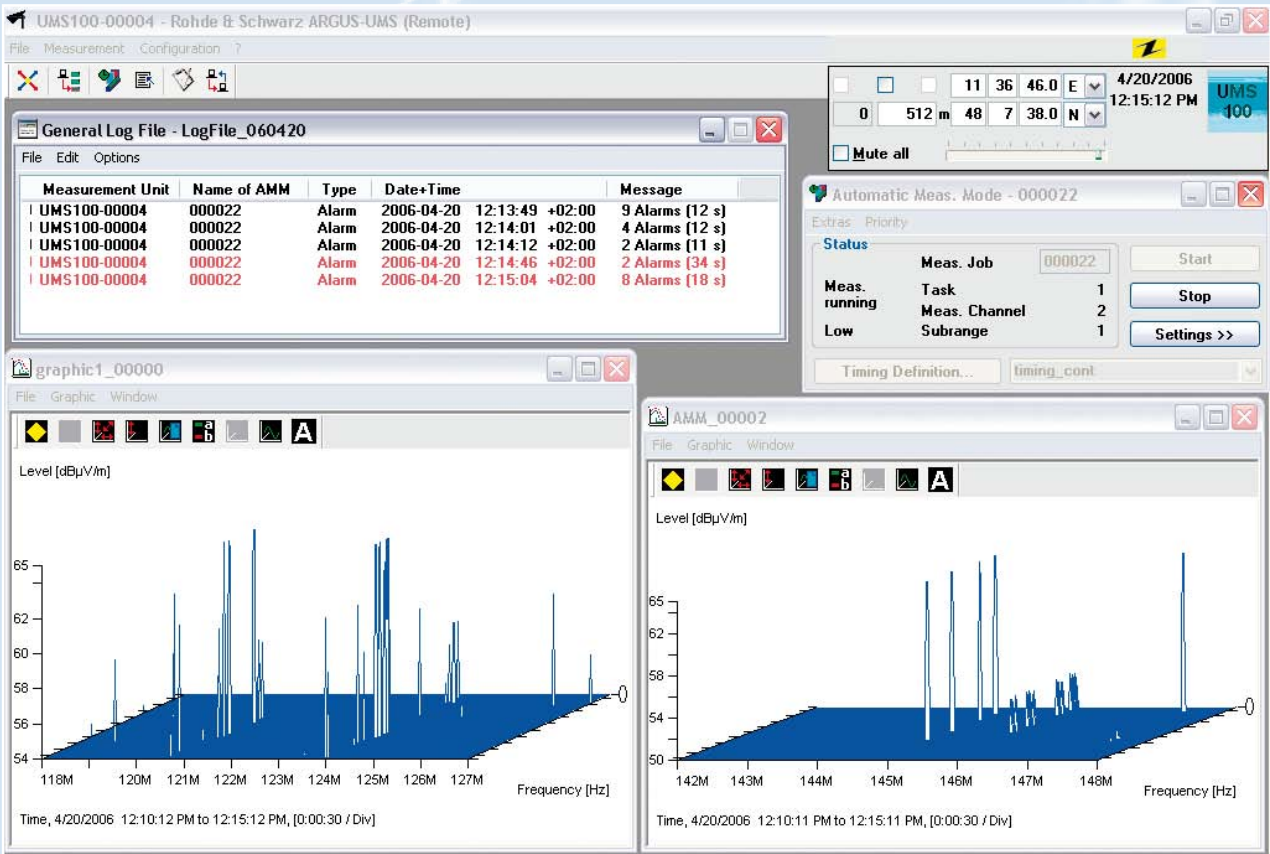 UMS100-00004 - Rohde & Schwarz ARGUS-UMS (Remote)
File Measurement Configuration ?
11 36 46.0 E 4/20/2006
12:15:12 PM
0 512 m 48 7 38.0 N
UMS
100
Mute all
General Log File - LogFile_060420
File Edit Options
Measurement Unit Name of AMM Type Date+Time Message
UMS100-00004 000022 Alarm 2006-04-20 12:13:49 +02:00 9 Alarms (12 s)
UMS100-00004 000022 Alarm 2006-04-20 12:14:01 +02:00 4 Alarms (12 s)
UMS100-00004 000022 Alarm 2006-04-20 12:14:12 +02:00 2 Alarms (11 s)
UMS100-00004 000022 Alarm 2006-04-20 12:14:46 +02:00 2 Alarms (34 s)
UMS100-00004 000022 Alarm 2006-04-20 12:15:04 +02:00 8 Alarms (18 s)
Automatic Meas. Mode - 000022
Extras Priority
Status
Meas. Job 000022 Start
Meas. running
Task 1 Stop
Meas. Channel 2
Low Subrange 1 Settings >>
Timing Definition... timing_cont
graphic1_00000
File Graphic Window
a
b
A
Level [dBµV/m]
65
62
60
58
56
54
0
118M 120M 121M 122M 123M 124M 125M 126M 127M
Frequency [Hz]
Time, 4/20/2006 12:10:12 PM to 12:15:12 PM, [0:00:30 / Div]
AMM_00002
File Graphic Window
a
b
A
Level [dBµV/m]
65
62
58
54
50
0
142M 143M 144M 145M 146M 147M 148M
Frequency [Hz]
Time, 4/20/2006 12:10:11 PM to 12:15:11 PM, [0:00:30 / Div]